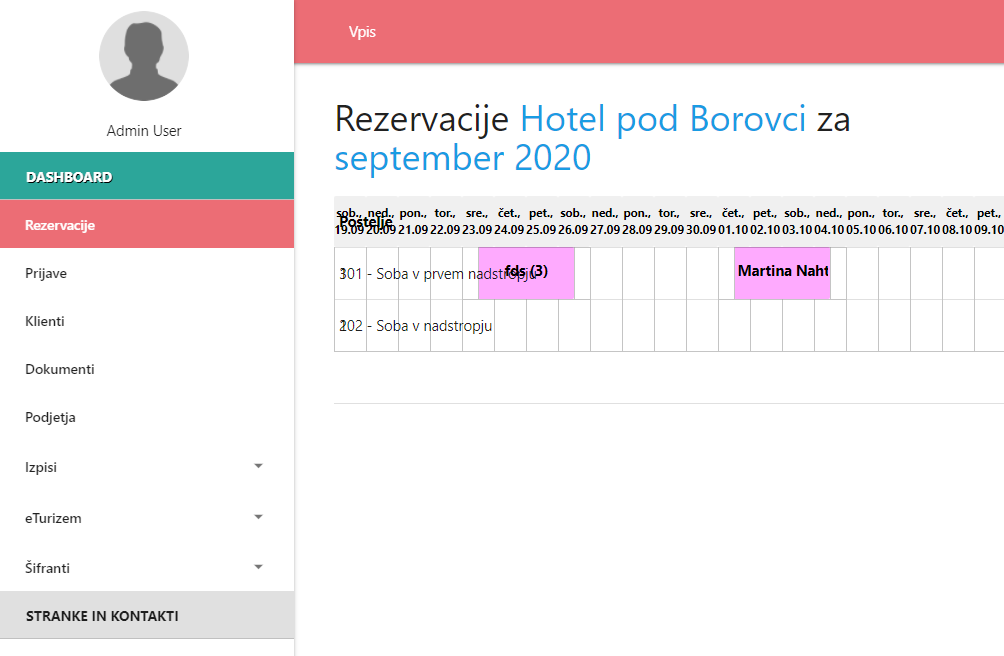 Vpis
Admin User
DASHBOARD
Rezervacije
Prijave
Klienti
Dokumenti
Podjetja
Izpisi
eTurizem
Šifranti
STRANKE IN KONTAKTI
Rezervacije Hotel pod Borovci za
september 2020
Postelje
sob., ned., pon., tor., sre., čet., pet., sob., ned., pon., tor., sre., čet., pet., sob., ned., pon., tor., sre., čet., pet.,
19.09 20.09 21.09 22.09 23.09 24.09 25.09 26.09 27.09 28.09 29.09 30.09 01.10 02.10 03.10 04.10 05.10 06.10 07.10 08.10 09.10
301 - Soba v prvem nadstropju
fds (3)
Martina Naht
202 - Soba v nadstropju